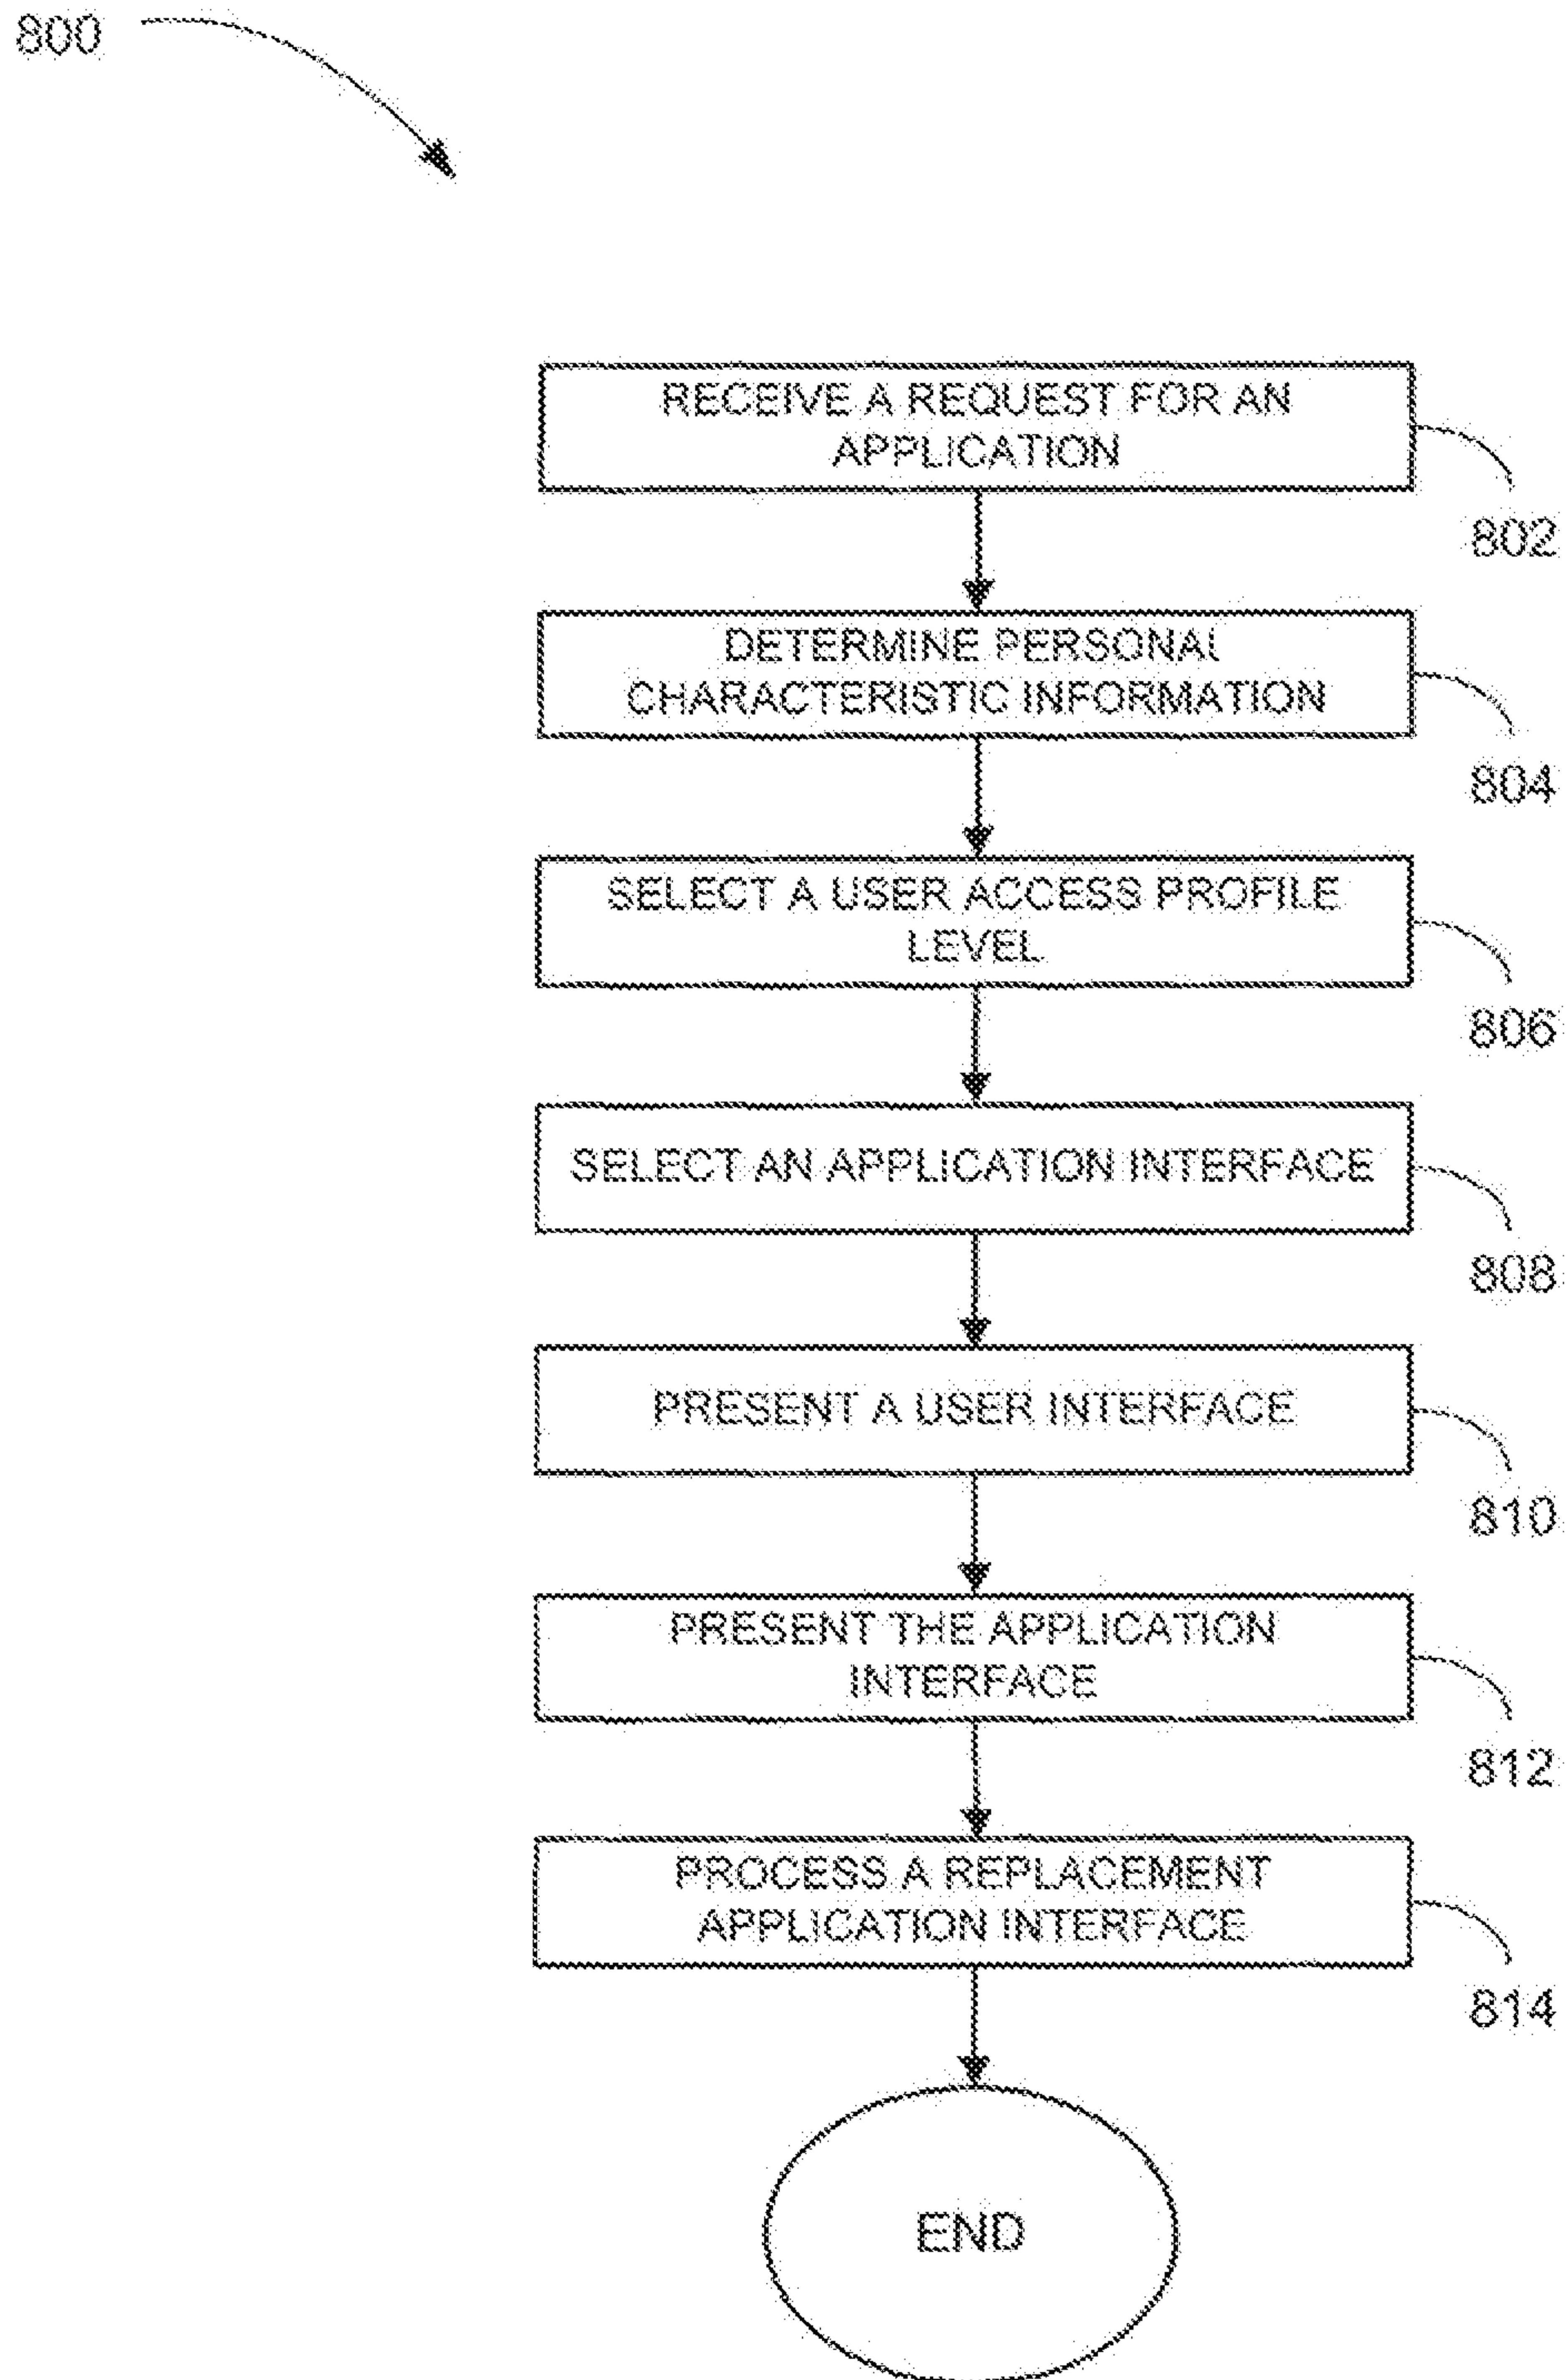 800
RECEIVE A REQUEST FOR AN
APPLICATION
802
DETERMINE PERSONAL
CHARACTERISTIC INFORMATION
804
SELECT A USER ACCESS PROFILE
LEVEL
806
SELECT AN APPLICATION INTERFACE
808
PRESENT A USER INTERFACE
810
PRESENT THE APPLICATION
INTERFACE
812
PROCESS A REPLACEMENT
APPLICATION INTERFACE
814
END